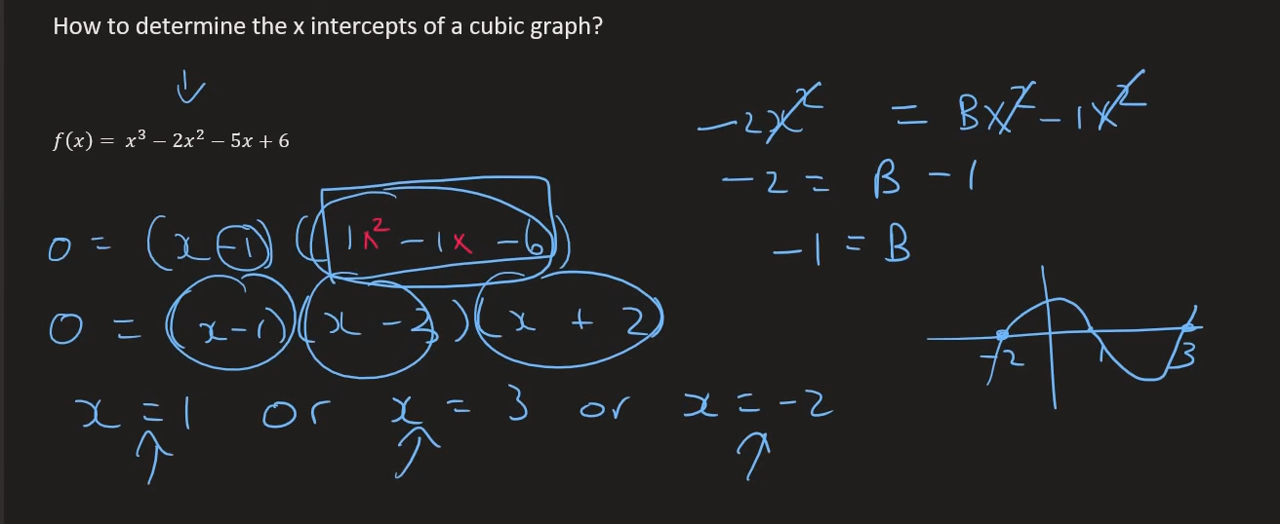 How to determine the x intercepts of a cubic graph?
f(x) = x³ − 2x² − 5x + 6
0 = (x − 1)(1x² − 1x − 6)
0 = (x − 1)(x − 3)(x + 2)
x = 1 or x = 3 or x = −2
−2x² = Bx² − 1x²
−2 = B − 1
−1 = B
−2 1 3